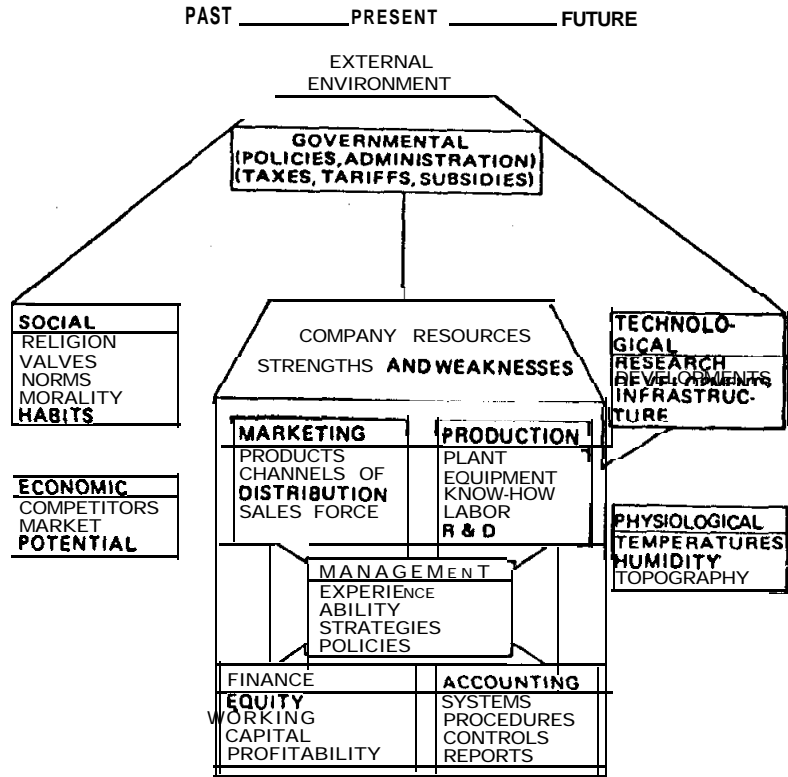 PAST PRESENT FUTURE
EXTERNAL
ENVIRONMENT
GOVERNMENTAL
(POLICIES, ADMINISTRATION)
(TAXES, TARIFFS, SUBSIDIES)
SOCIAL
RELIGION
VALVES
NORMS
MORALITY
HABITS
ECONOMIC
COMPETITORS
MARKET
POTENTIAL
COMPANY RESOURCES
STRENGTHS AND WEAKNESSES
MARKETING
PRODUCTS
CHANNELS OF
DISTRIBUTION
SALES FORCE
PRODUCTION
PLANT
EQUIPMENT
KNOW-HOW
LABOR
R & D
MANAGEMENT
EXPERIENCE
ABILITY
STRATEGIES
POLICIES
FINANCE
EQUITY
WORKING
CAPITAL
PROFITABILITY
ACCOUNTING
SYSTEMS
PROCEDURES
CONTROLS
REPORTS
TECHNOLO-
GICAL
RESEARCH
DEVELOPMENTS
INFRASTRUC-
TURE
PHYSIOLOGICAL
TEMPERATURES
HUMIDITY
TOPOGRAPHY